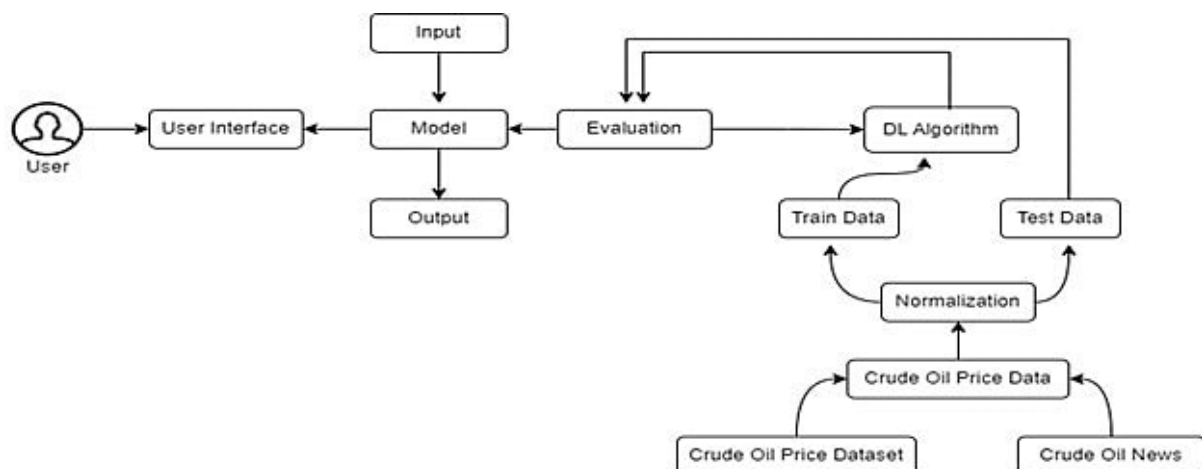 Input
User Interface
Model
Evaluation
DL Algorithm
User
Output
Train Data
Test Data
Normalization
Crude Oil Price Data
Crude Oil Price Dataset
Crude Oil News